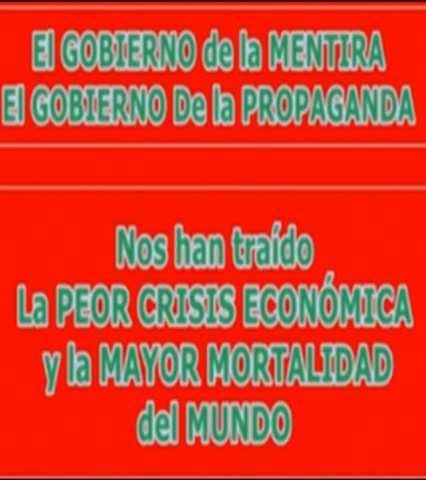 El GOBIERNO de la MENTIRA
El GOBIERNO De la PROPAGANDA
Nos han traído
La PEOR CRISIS ECONÓMICA
y la MAYOR MORTALIDAD
del MUNDO